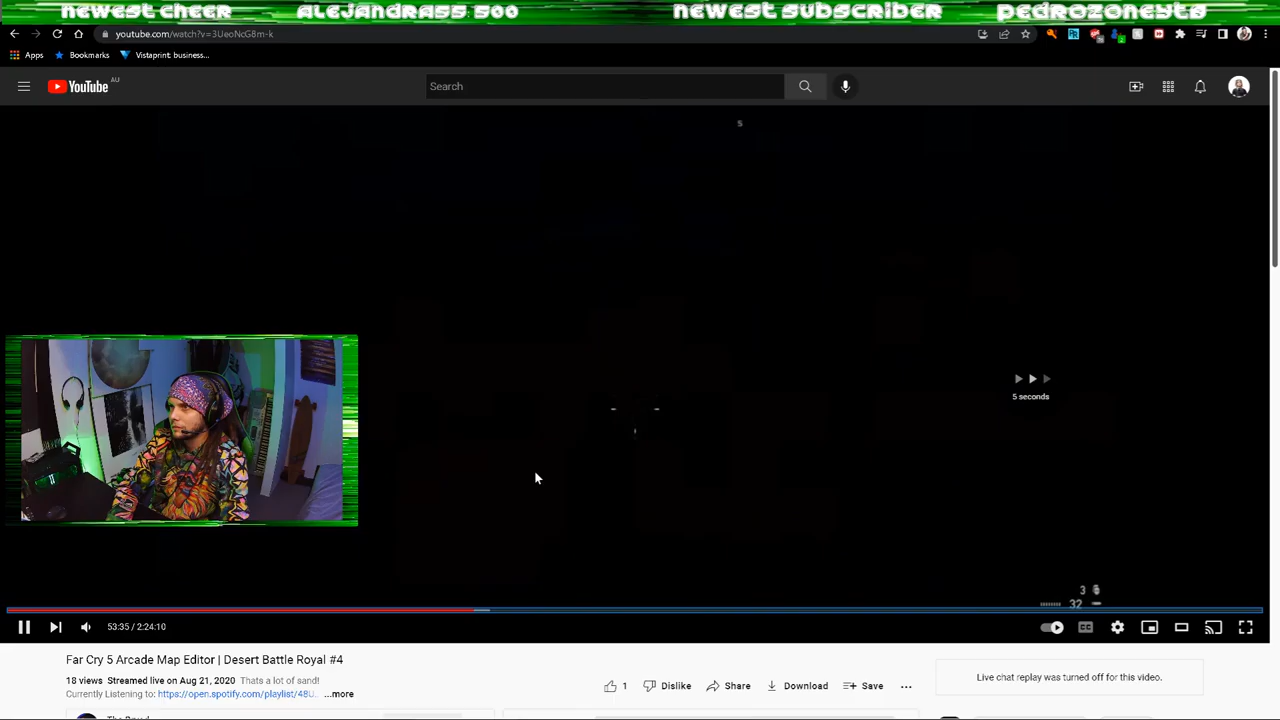 newest cheer alejandrass 500 newest subscriber pedrozoneyt8
youtube.com/watch?v=3UeoNcG8m-k
Apps Bookmarks Vistaprint: business...
YouTube AU Search
s
5 seconds
3
32
53:35 / 2:24:10
Far Cry 5 Arcade Map Editor | Desert Battle Royal #4
18 views Streamed live on Aug 21, 2020 Thats a lot of sand!
Currently Listening to: https://open.spotify.com/playlist/48U... ...more
1 Dislike Share Download Save
Live chat replay was turned off for this video.